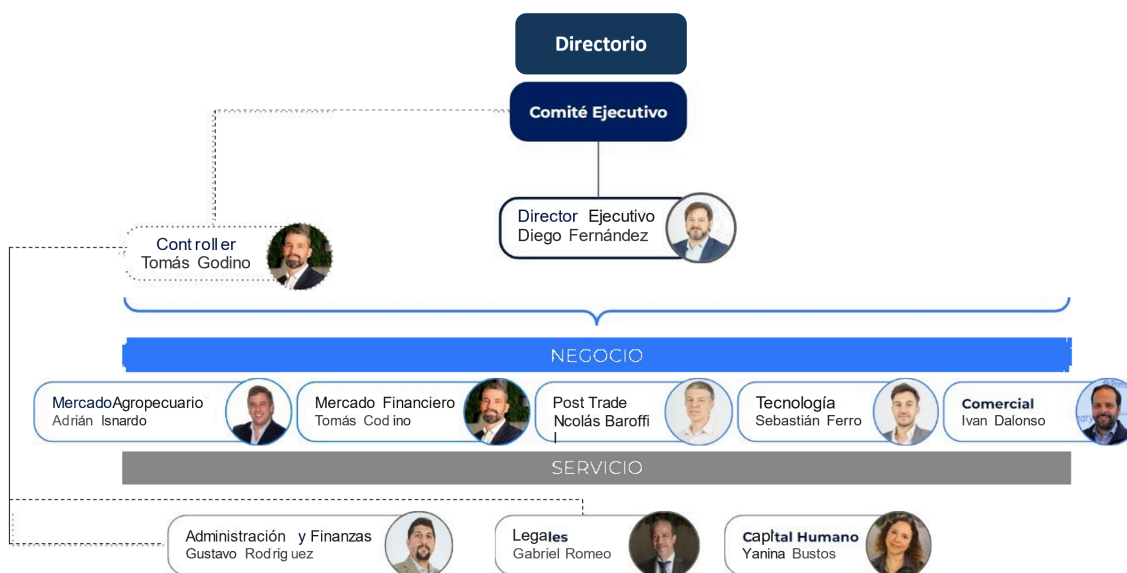 Directorio
Comité Ejecutivo
Director Ejecutivo
Diego Fernández
Controller
Tomás Godino
NEGOCIO
MercadoAgropecuario
Adrián Isnardo
Mercado Financiero
Tomás Codino
Post Trade
Ncolás Baroffi
l
Tecnología
Sebastián Ferro
Comercial
Ivan Dalonso
SERVICIO
Administración y Finanzas
Gustavo Rodriguez
Legales
Gabriel Romeo
Capltal Humano
Yanina Bustos